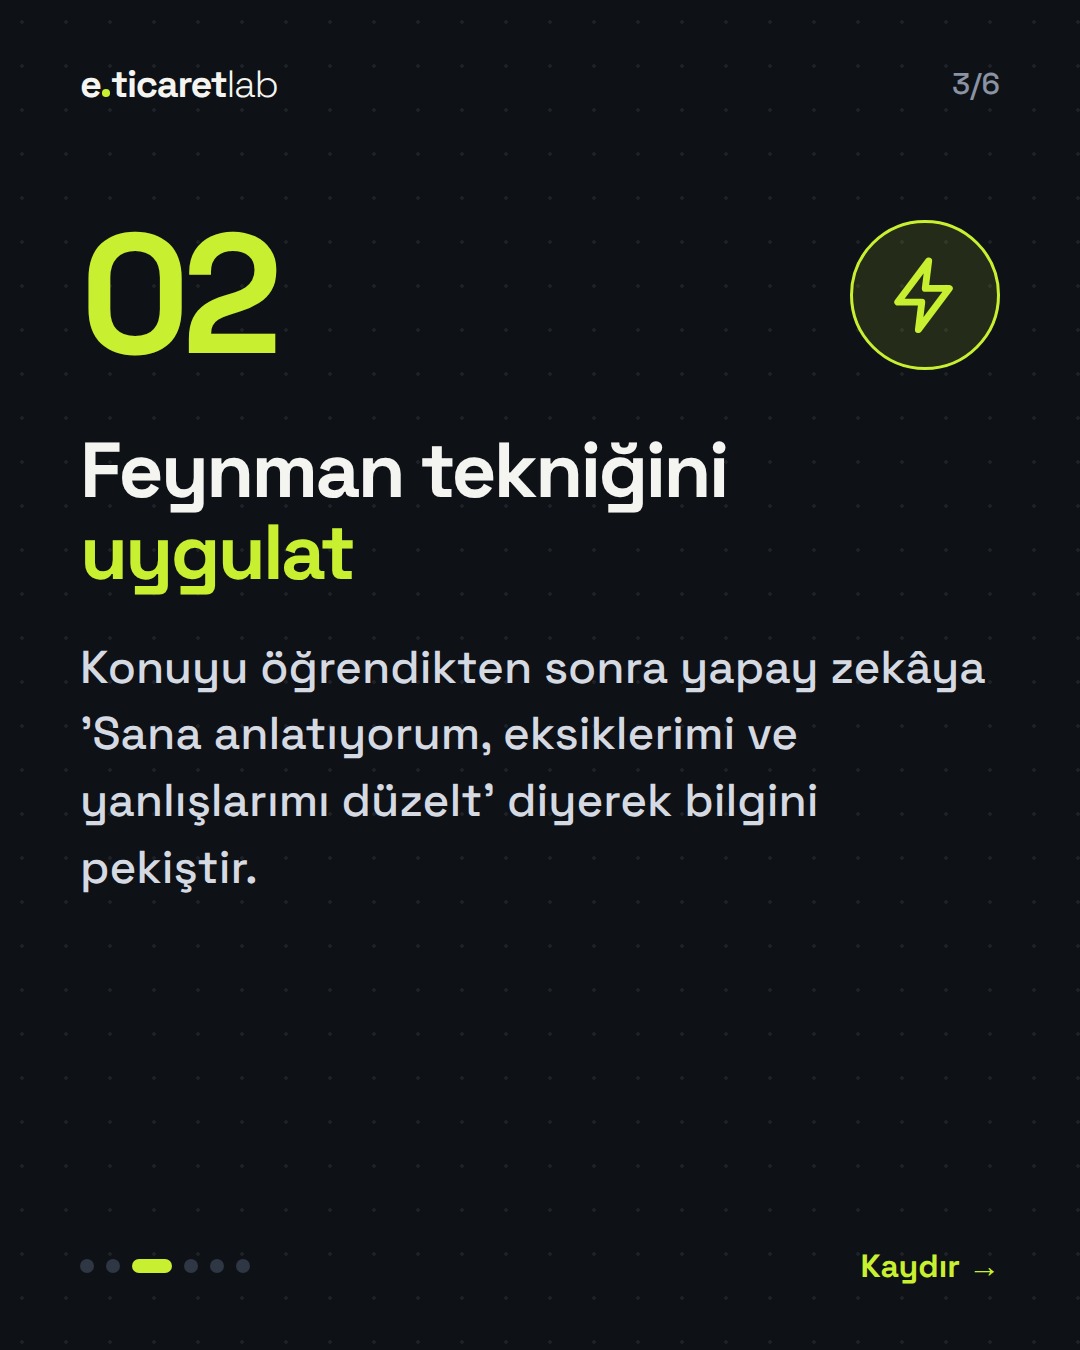 e.ticaretlab
3/6
02
Feynman tekniğini
uygulat
Konuyu öğrendikten sonra yapay zekâya
’Sana anlatıyorum, eksiklerimi ve
yanlışlarımı düzelt’ diyerek bilgini
pekiştir.
Kaydır →